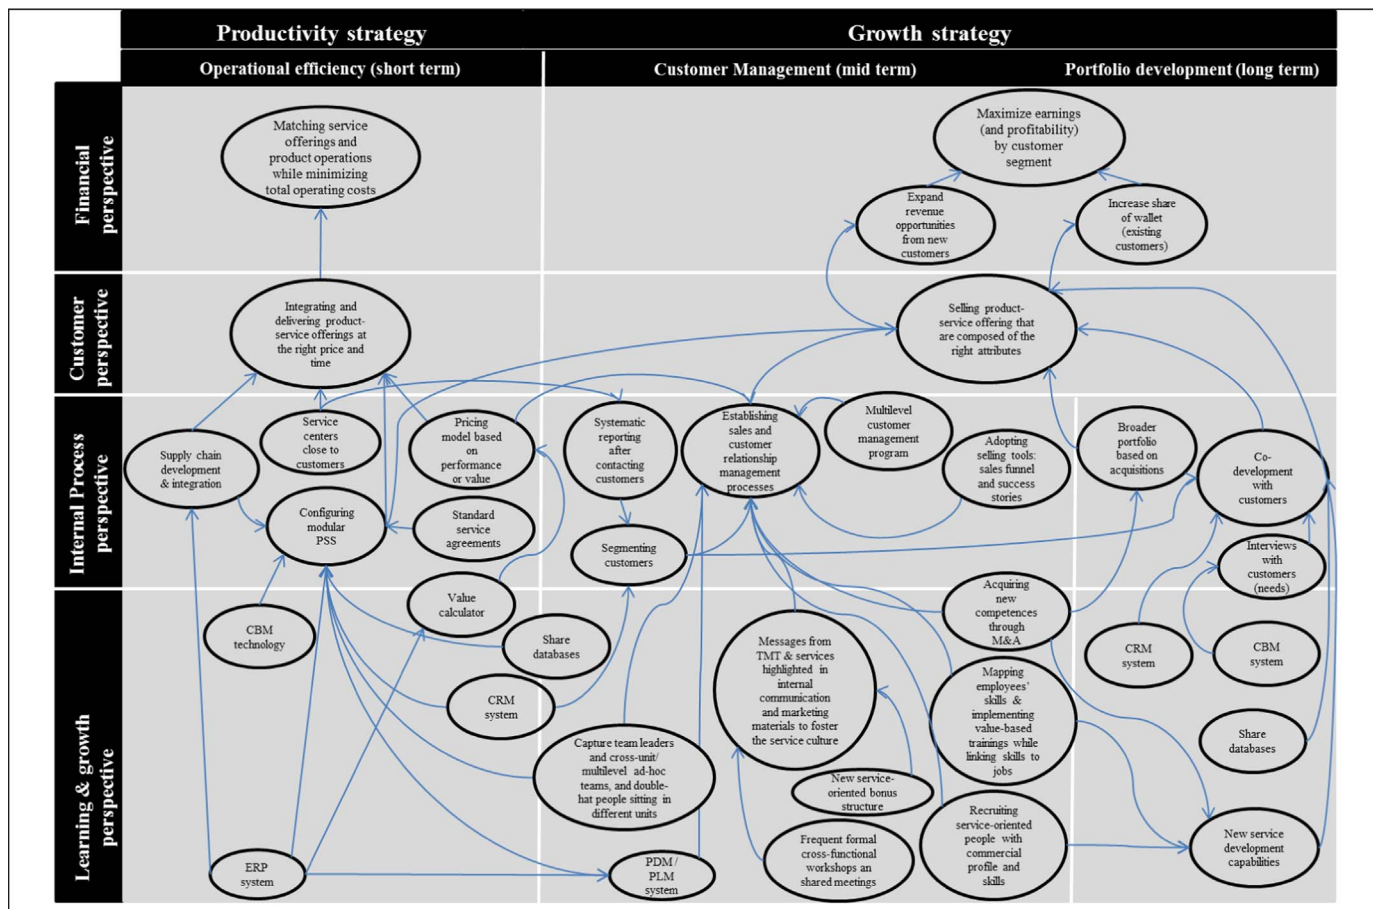 Productivity strategy
Growth strategy
Operational efficiency (short term)
Customer Management (mid term)
Portfolio development (long term)
Financial
perspective
Matching service
offerings and
product operations
while minimizing
total operating costs
Maximize earnings
(and profitability)
by customer
segment
Expand
revenue
opportunities
from new
customers
Increase share
of wallet
(existing
customers)
Customer
perspective
Integrating and
delivering product-
service offerings at
the right price and
time
Selling product-
service offering that
are composed of the
right attributes
Internal Process
perspective
Supply chain
development
& integration
Service
centers
close to
customers
Pricing
model based
on
performance
or value
Configuring
modular
PSS
Standard
service
agreements
Systematic
reporting
after
contacting
customers
Segmenting
customers
Establishing
sales and
customer
relationship
management
processes
Multilevel
customer
management
program
Adopting
selling tools:
sales funnel
and success
stories
Broader
portfolio
based on
acquisitions
Co-
development
with
customers
Interviews
with
customers
(needs)
Learning & growth
perspective
CBM
technology
Value
calculator
Share
databases
CRM
system
Capture team leaders
and cross-unit/
multilevel ad-hoc
teams, and double-
hat people sitting in
different units
ERP
system
PDM /
PLM
system
Messages from
TMT & services
highlighted in
internal
communication
and marketing
materials to foster
the service culture
New service-
oriented bonus
structure
Frequent formal
cross-functional
workshops an
shared meetings
Acquiring
new
competences
through
M&A
Mapping
employees'
skills &
implementing
value-based
trainings while
linking skills to
jobs
Recruiting
service-oriented
people with
commercial
profile and
skills
CRM
system
CBM
system
Share
databases
New service
development
capabilities